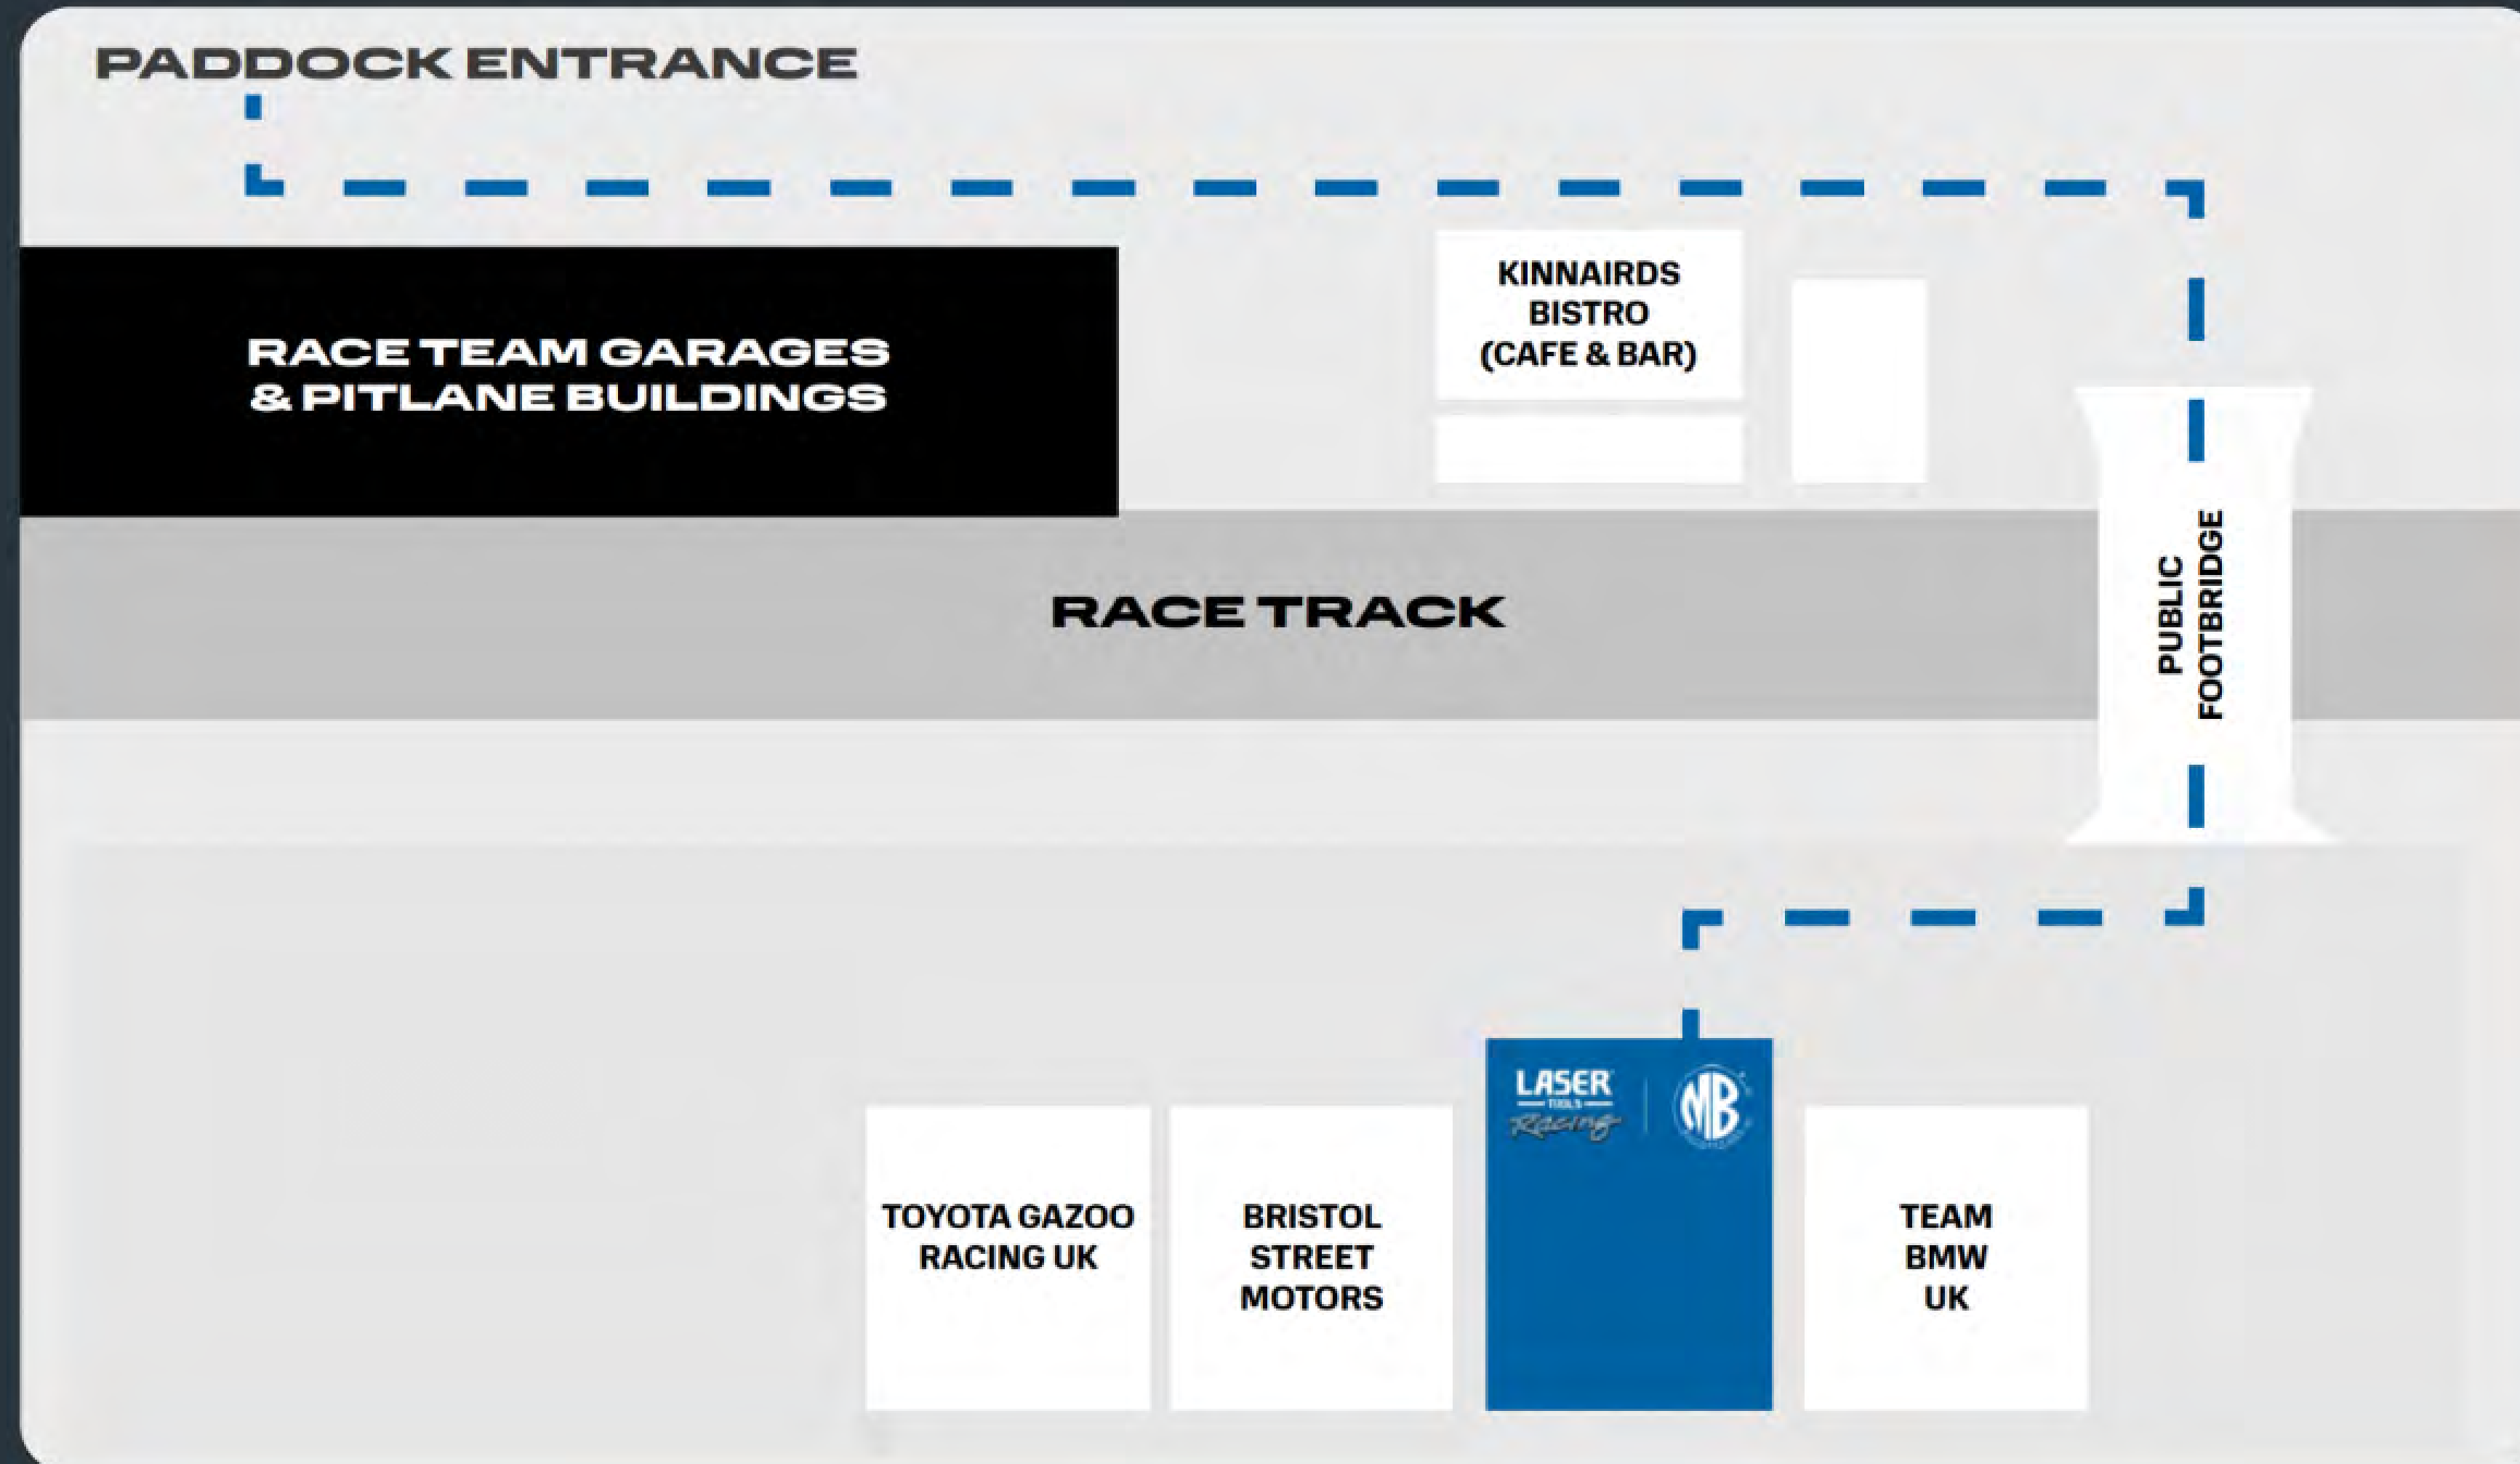 PADDOCK ENTRANCE
RACE TEAM GARAGES
& PITLANE BUILDINGS
KINNAIRDS
BISTRO
(CAFE & BAR)
RACE TRACK
PUBLIC
FOOTBRIDGE
LASER
TOOLS
Racing
MB
TOYOTA GAZOO
RACING UK
BRISTOL
STREET
MOTORS
TEAM
BMW
UK